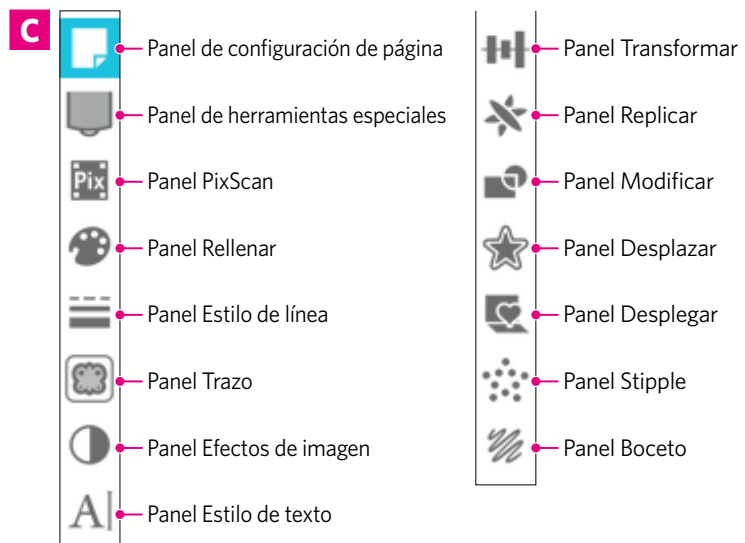 C
Panel de configuración de página
Panel de herramientas especiales
Pix
Panel PixScan
Panel Rellenar
Panel Estilo de línea
Panel Trazo
Panel Efectos de imagen
A
Panel Estilo de texto
Panel Transformar
Panel Replicar
Panel Modificar
Panel Desplazar
Panel Desplegar
Panel Stipple
Panel Boceto